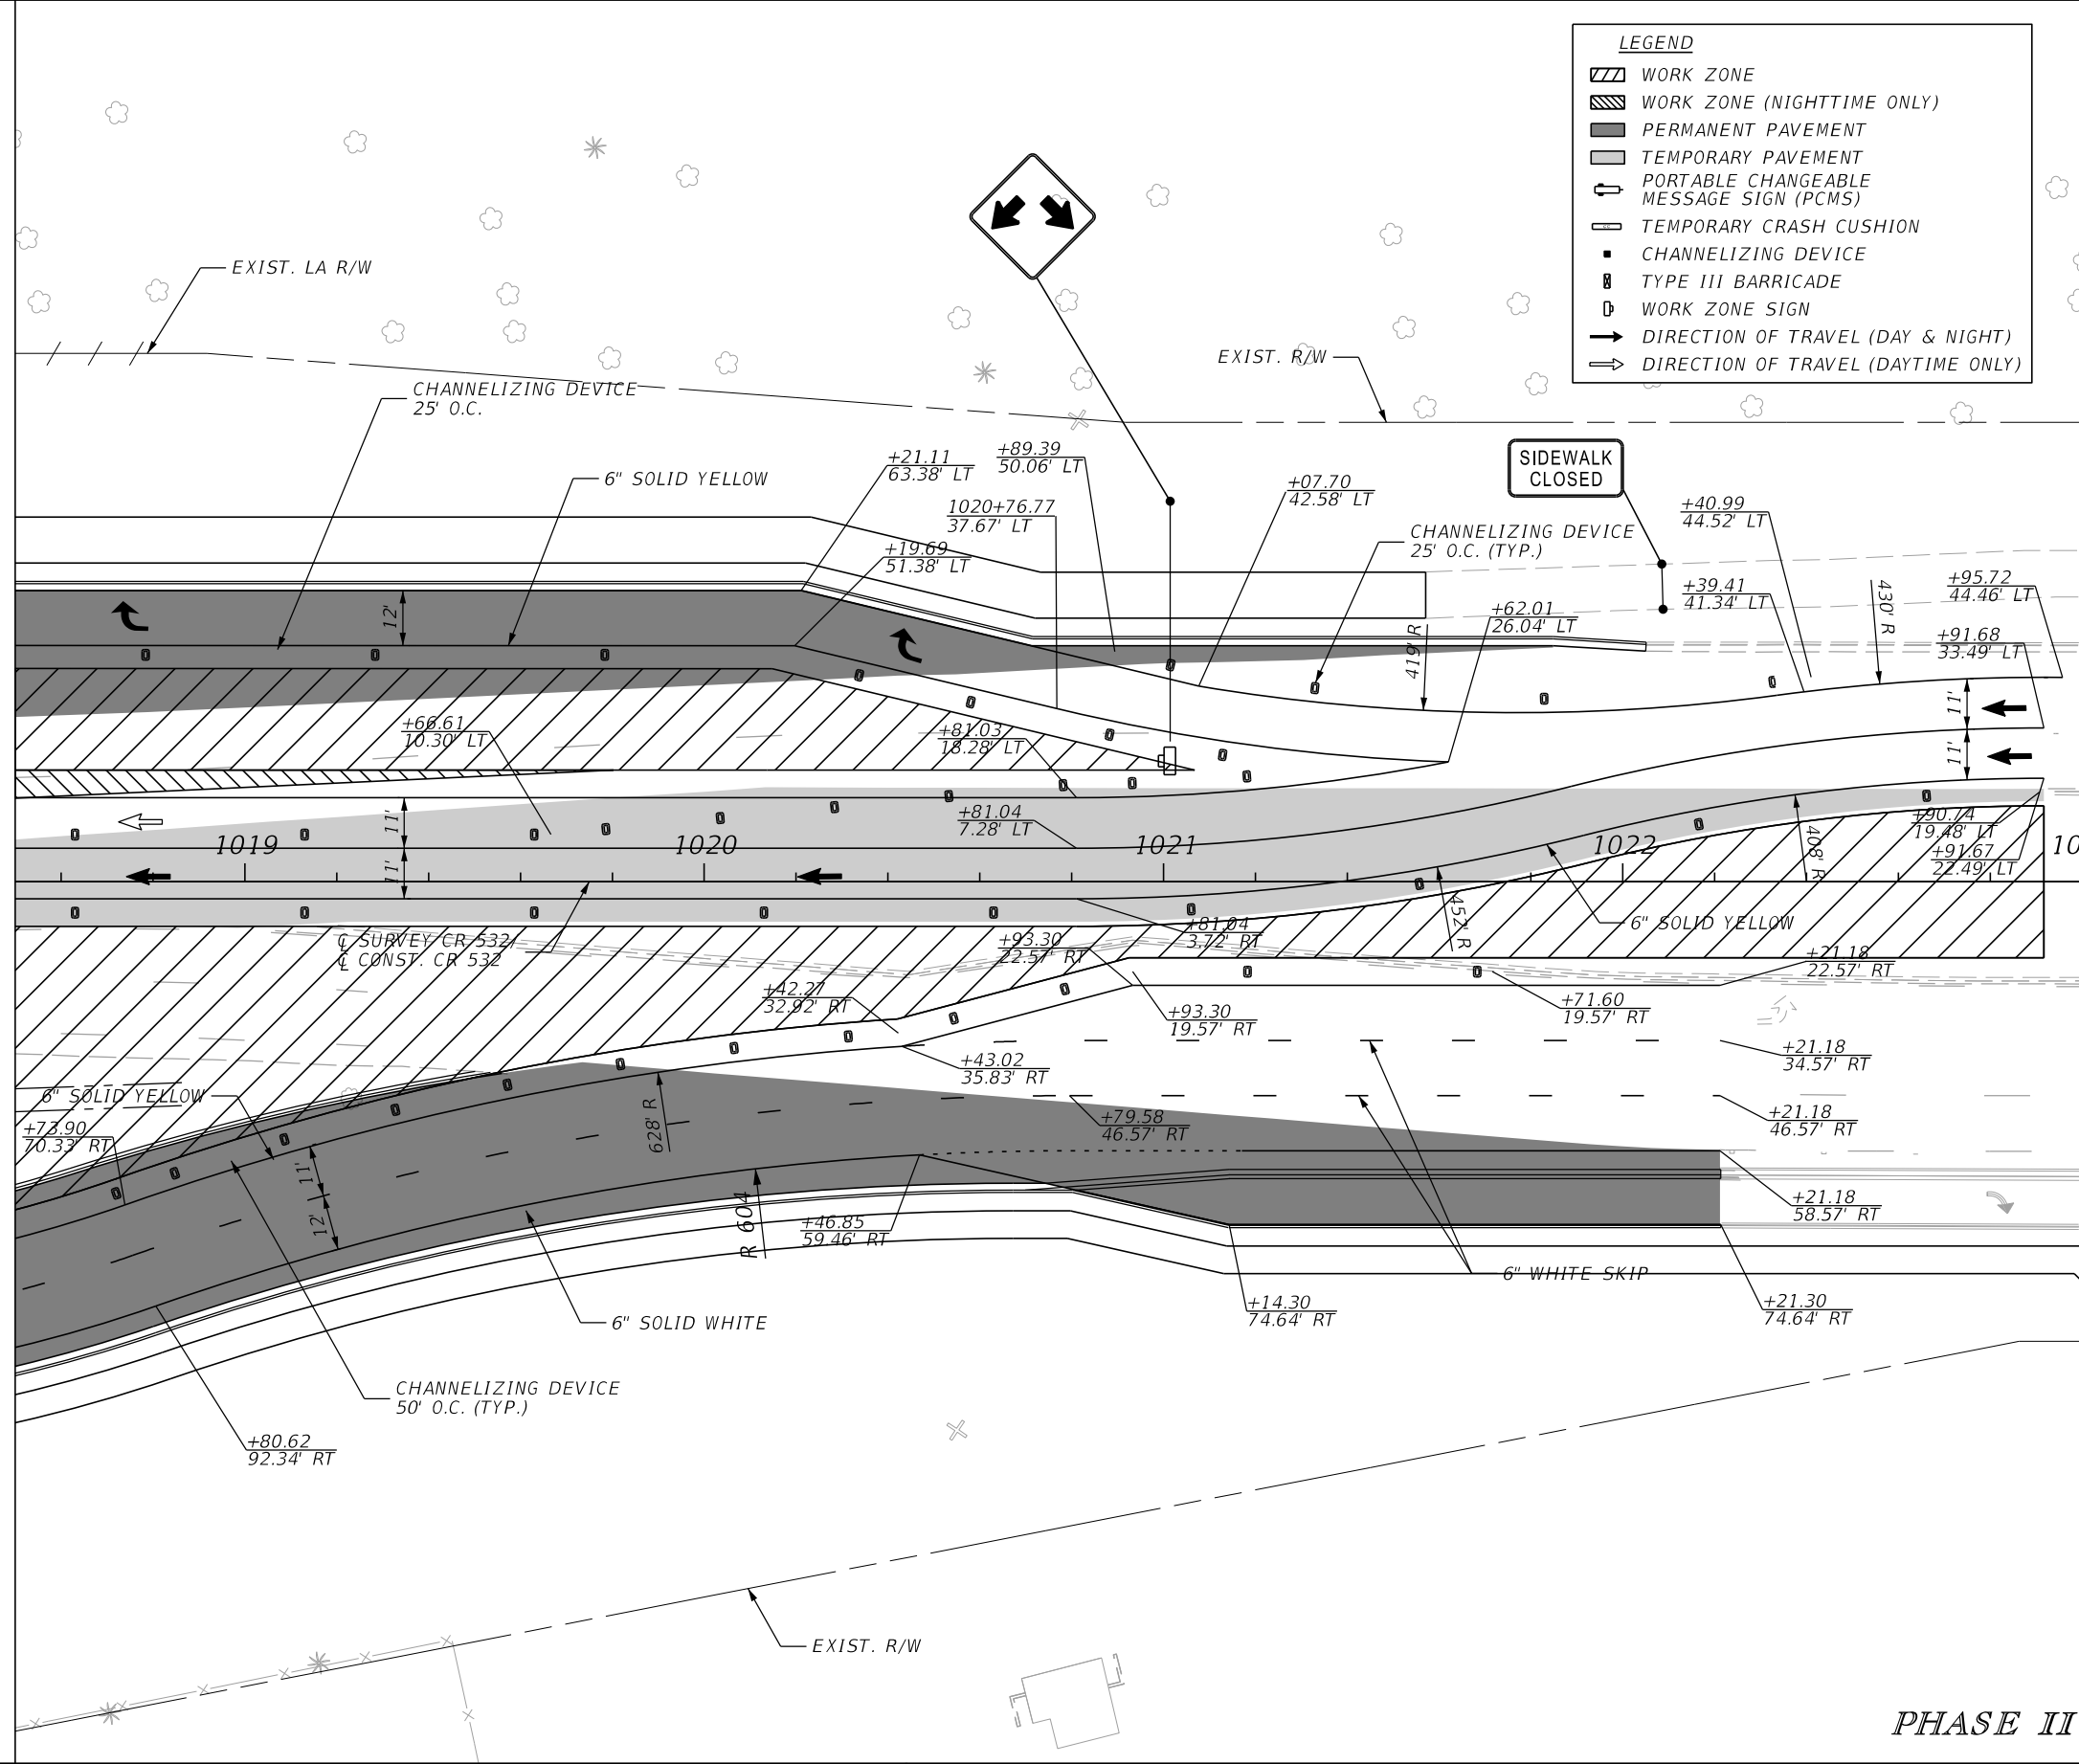 LEGEND
WORK ZONE
WORK ZONE (NIGHTTIME ONLY)
PERMANENT PAVEMENT
TEMPORARY PAVEMENT
PORTABLE CHANGEABLE
MESSAGE SIGN (PCMS)
TEMPORARY CRASH CUSHION
CHANNELIZING DEVICE
TYPE III BARRICADE
WORK ZONE SIGN
DIRECTION OF TRAVEL (DAY & NIGHT)
DIRECTION OF TRAVEL (DAYTIME ONLY)
EXIST. LA R/W
EXIST. R/W
CHANNELIZING DEVICE
25' O.C.
6" SOLID YELLOW
+21.11
63.38' LT
+89.39
50.06' LT
1020+76.77
37.67' LT
+19.69
51.38' LT
+07.70
42.58' LT
SIDEWALK
CLOSED
CHANNELIZING DEVICE
25' O.C. (TYP.)
+40.99
44.52' LT
+39.41
41.34' LT
430' R
+95.72
44.46' LT
+91.68
33.49' LT
+62.01
26.04' LT
419' R
12'
11'
11'
+66.61
10.30' LT
+81.03
18.28' LT
+81.04
7.28' LT
11'
11'
1019
1020
1021
1022
10
+90.74
19.48' LT
+91.67
22.49' LT
408' R
452' R
6" SOLID YELLOW
℄ SURVEY CR 532/
℄ CONST. CR 532
+81.04
3.72' RT
+93.30
22.57' RT
+21.18
22.57' RT
+42.27
32.92' RT
+93.30
19.57' RT
+71.60
19.57' RT
+43.02
35.83' RT
+21.18
34.57' RT
6" SOLID YELLOW
+73.90
70.33' RT
628' R
+79.58
46.57' RT
+21.18
46.57' RT
11'
12'
R 604
+46.85
59.46' RT
+21.18
58.57' RT
6" WHITE SKIP
+14.30
74.64' RT
+21.30
74.64' RT
6" SOLID WHITE
CHANNELIZING DEVICE
50' O.C. (TYP.)
+80.62
92.34' RT
EXIST. R/W
PHASE II